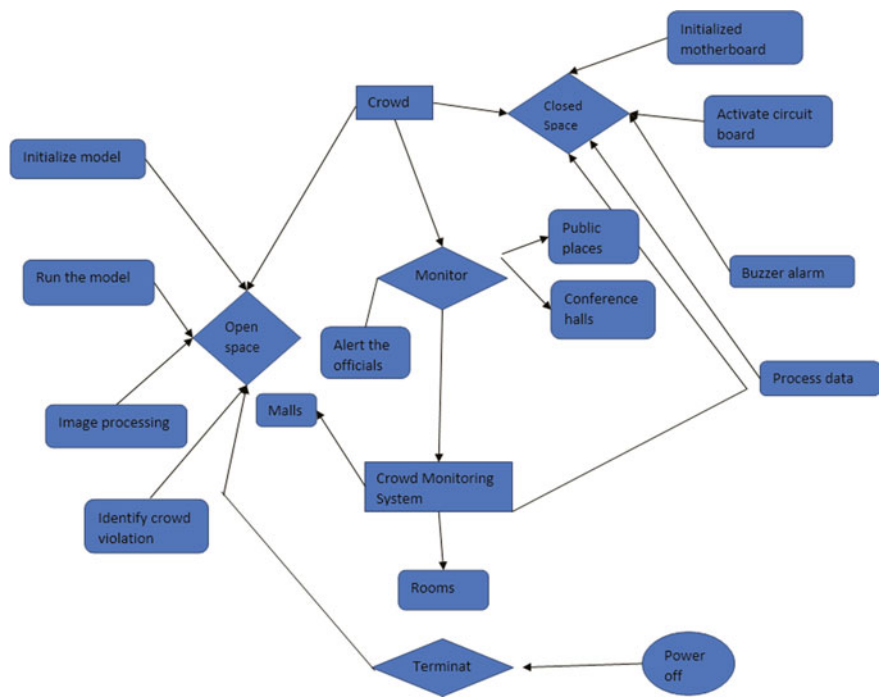 Initialized
motherboard
Crowd
Closed
Space
Activate circuit
board
Initialize model
Public
places
Monitor
Buzzer alarm
Run the model
Conference
halls
Open
space
Alert the
officials
Process data
Malls
Image processing
Crowd Monitoring
System
Identify crowd
violation
Rooms
Terminat
Power
off